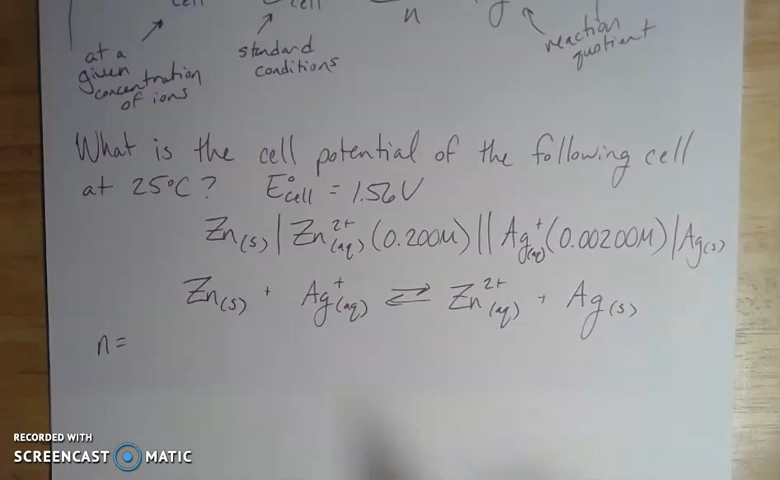 cell
cell
n
at a
given
concentration
of ions
standard
conditions
reaction
quotient
What is the cell potential of the following cell
at 25°C? E°cell = 1.56V
Zn(s) | Zn²⁺(aq) (0.200M) || Ag⁺(aq) (0.00200M) | Ag(s)
Zn(s) + Ag⁺(aq) ⇌ Zn²⁺(aq) + Ag(s)
n=
RECORDED WITH
SCREENCAST MATIC